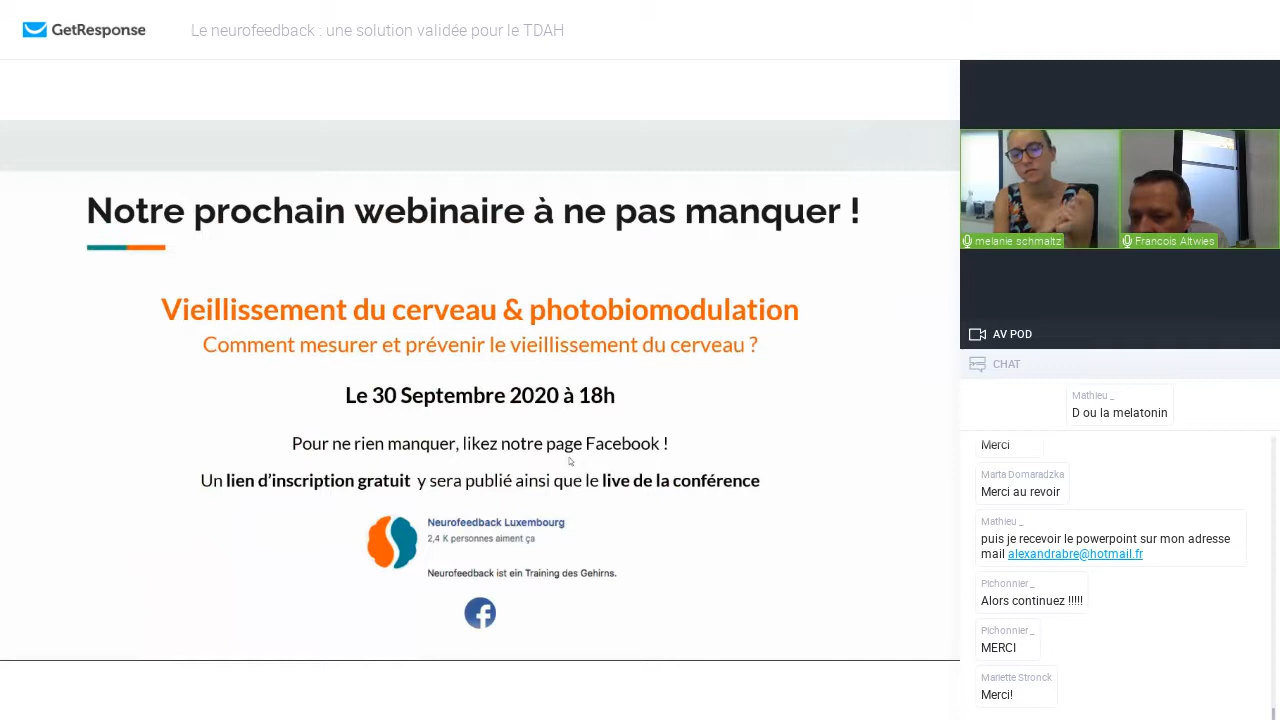 GetResponse
Le neurofeedback : une solution validée pour le TDAH
Notre prochain webinaire à ne pas manquer !
Vieillissement du cerveau & photobiomodulation
Comment mesurer et prévenir le vieillissement du cerveau ?
Le 30 Septembre 2020 à 18h
Pour ne rien manquer, likez notre page Facebook !
Un lien d’inscription gratuit y sera publié ainsi que le live de la conférence
Neurofeedback Luxembourg
2,4 K personnes aiment ça
Neurofeedback ist ein Training des Gehirns.
melanie schmaltz
Francois Altwies
AV POD
CHAT
Mathieu _
D ou la melatonin
Merci
Marta Domaradzka
Merci au revoir
Mathieu _
puis je recevoir le powerpoint sur mon adresse
mail alexandrabre@hotmail.fr
Pichonnier _
Alors continuez !!!!!
Pichonnier _
MERCI
Mariette Stronck
Merci!